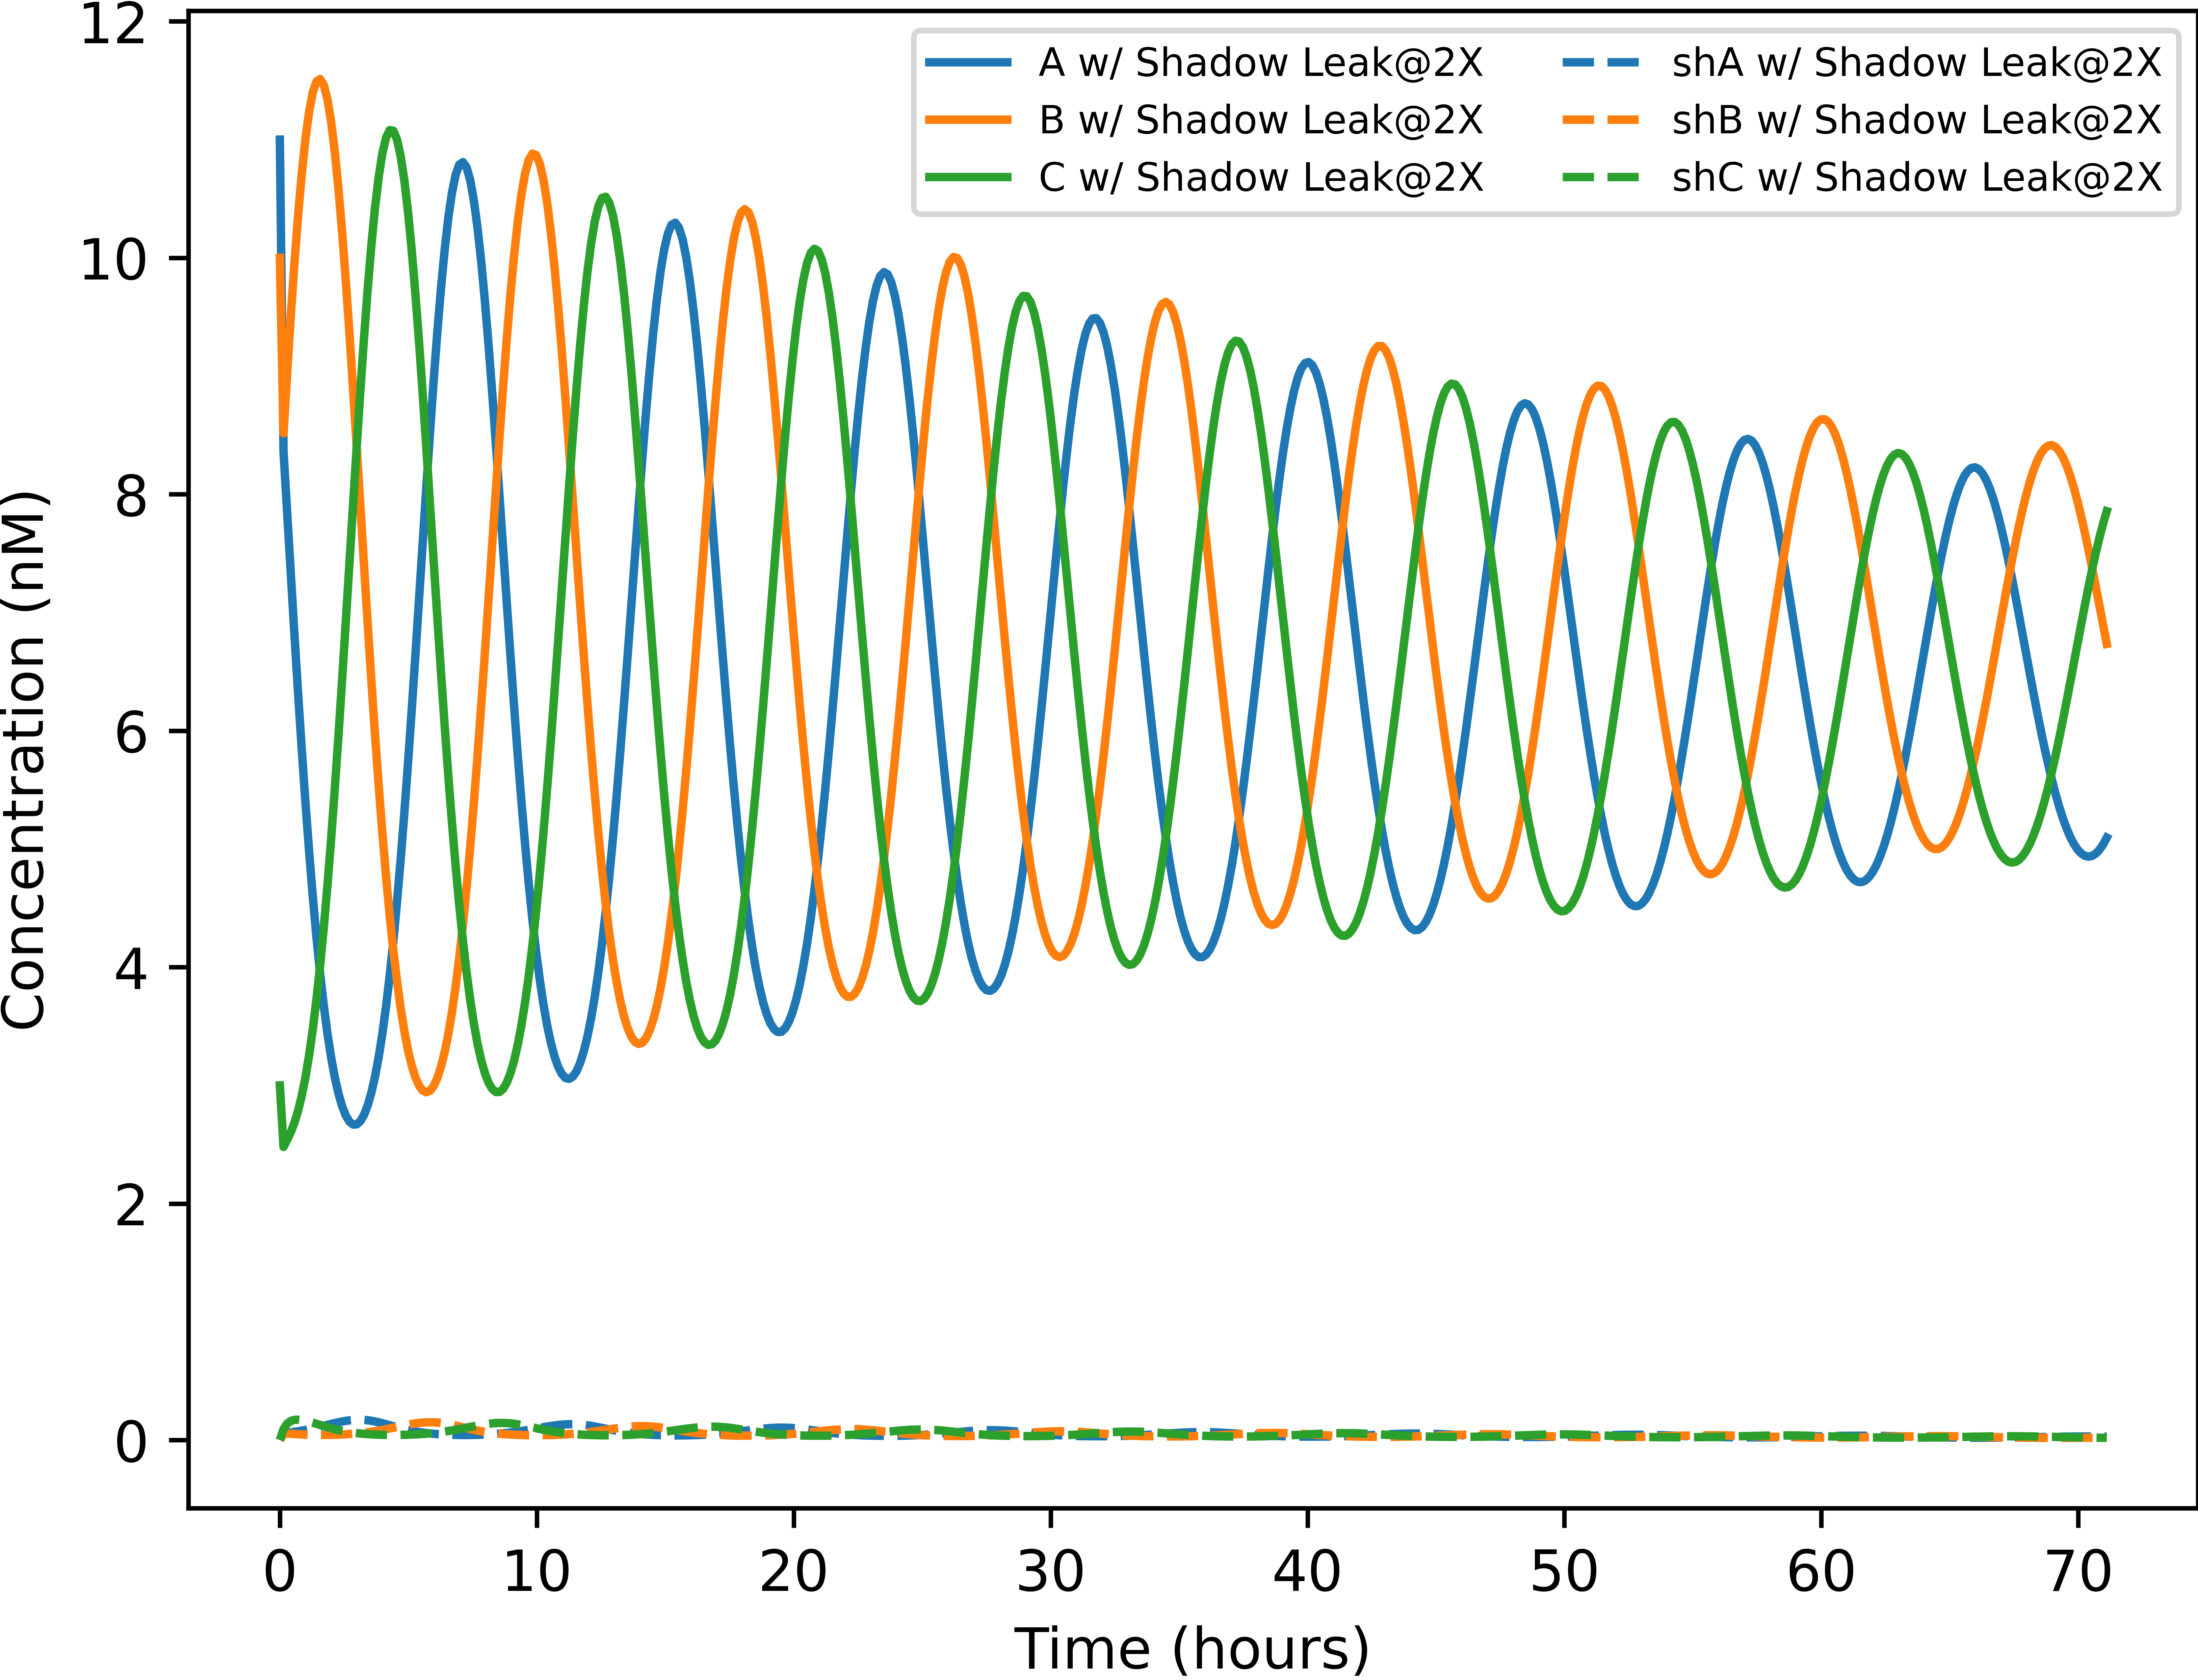 12
10
8
6
4
2
0
Concentration (nM)
A w/ Shadow Leak@2X
B w/ Shadow Leak@2X
C w/ Shadow Leak@2X
shA w/ Shadow Leak@2X
shB w/ Shadow Leak@2X
shC w/ Shadow Leak@2X
0 10 20 30 40 50 60 70
Time (hours)